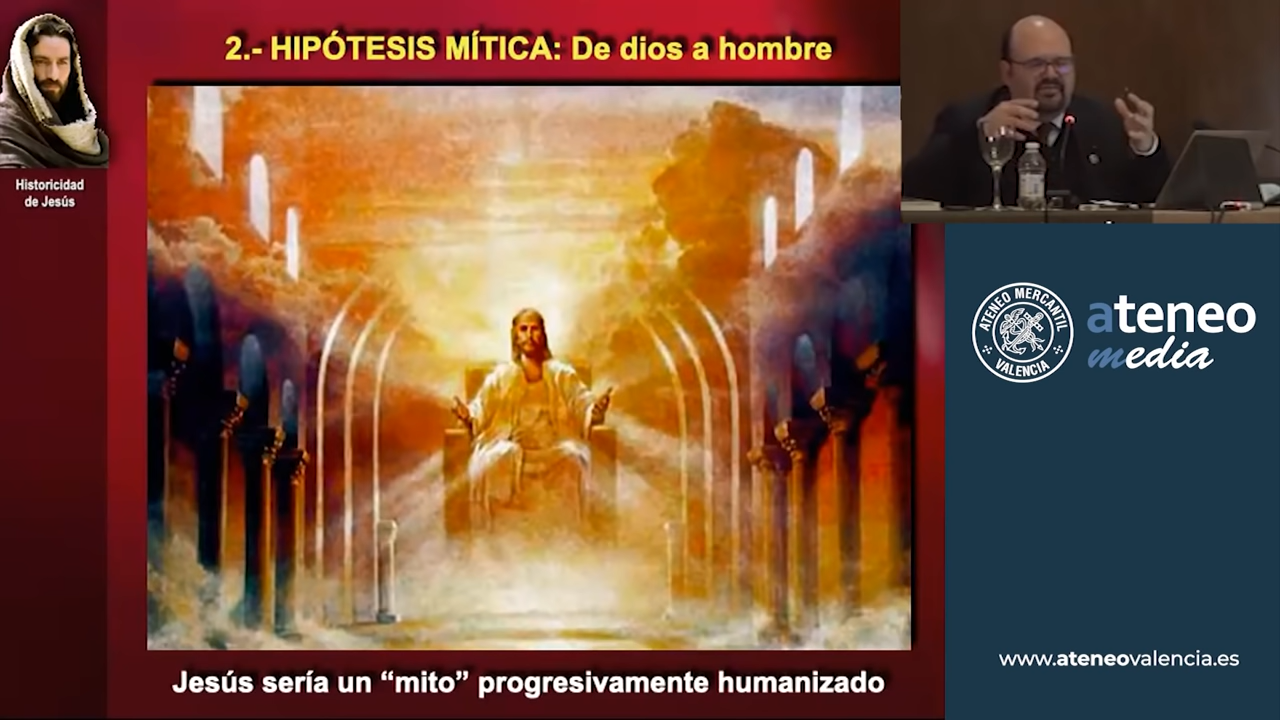 2.- HIPÓTESIS MÍTICA: De dios a hombre
Historicidad
de Jesús
ATENEO MERCANTIL
VALENCIA
ateneo
media
www.ateneovalencia.es
Jesús sería un “mito” progresivamente humanizado